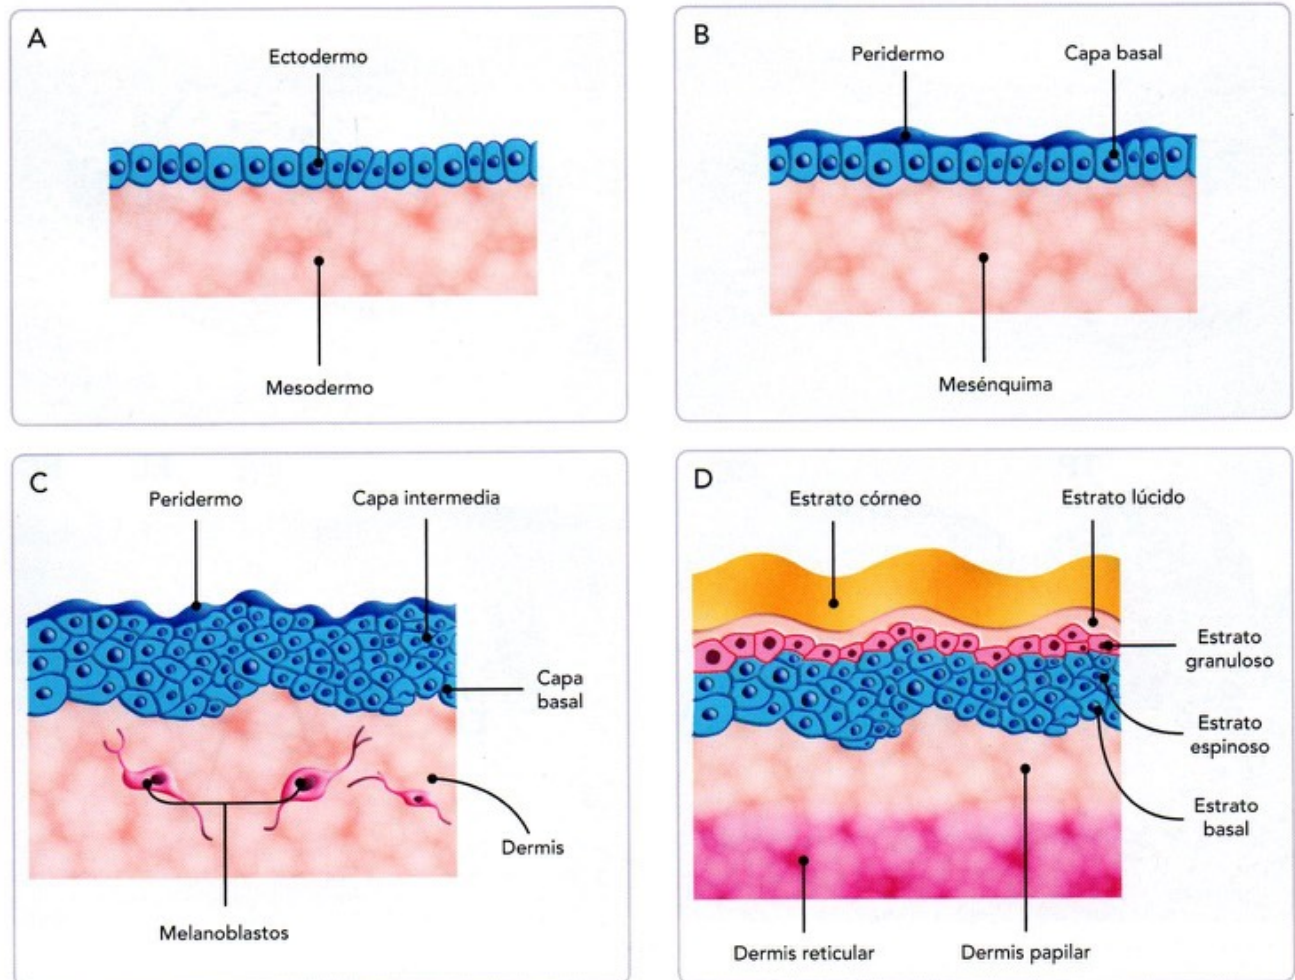 A
Ectodermo
Mesodermo
B
Peridermo
Capa basal
Mesénquima
C
Peridermo
Capa intermedia
Capa
basal
Dermis
Melanoblastos
D
Estrato córneo
Estrato lúcido
Estrato
granuloso
Estrato
espinoso
Estrato
basal
Dermis reticular
Dermis papilar